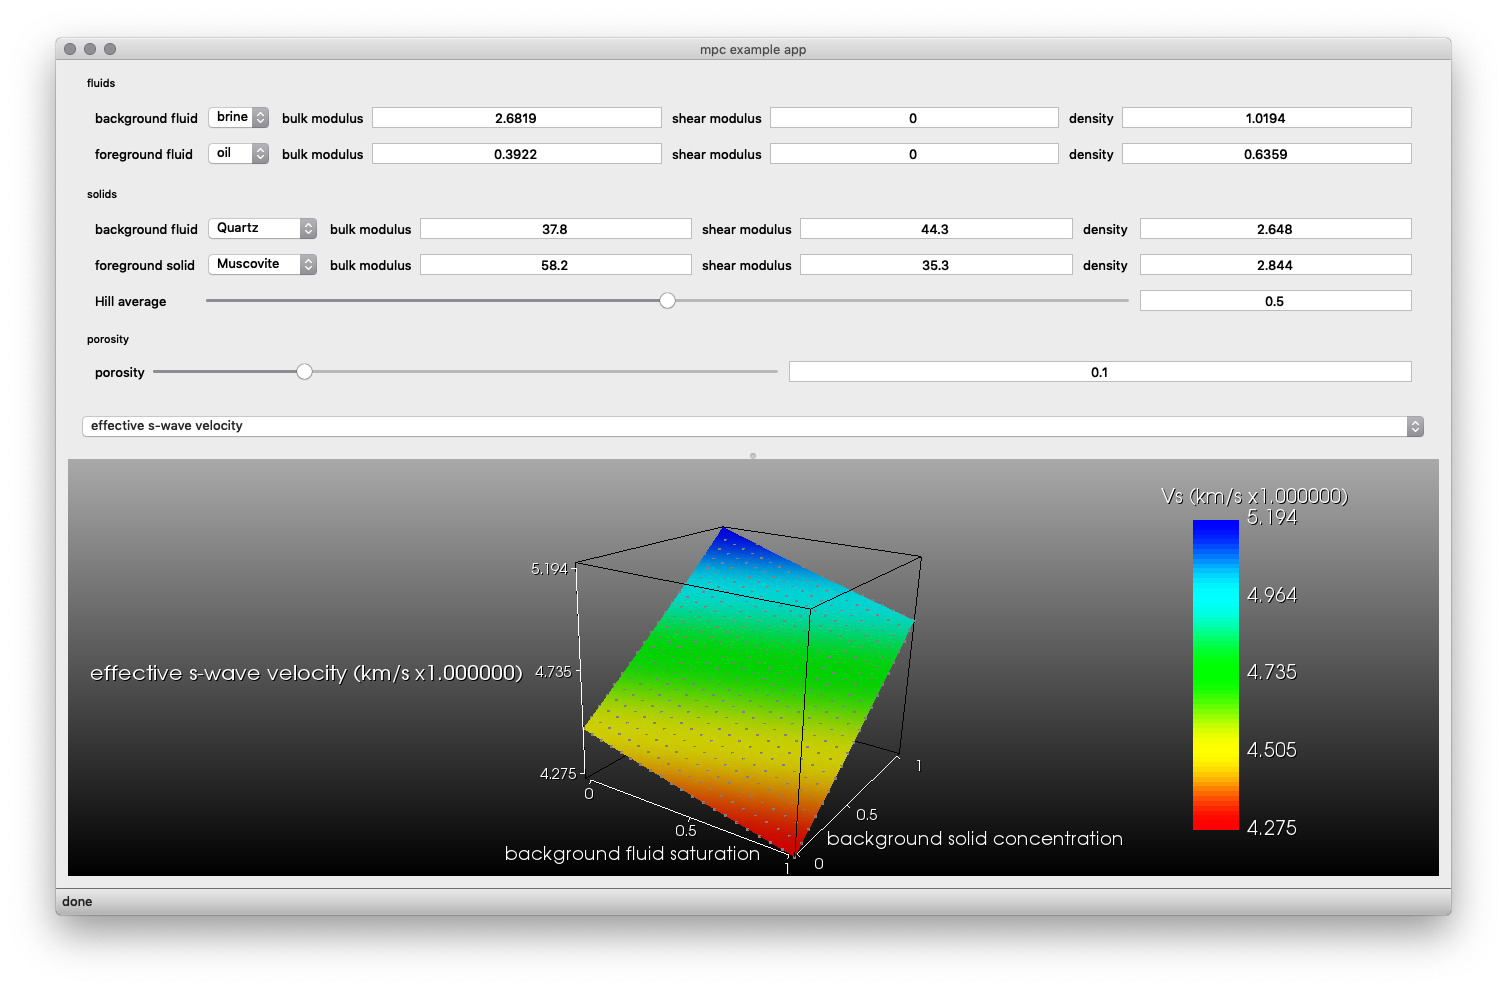 mpc example app
fluids
background fluid brine bulk modulus 2.6819 shear modulus 0 density 1.0194
foreground fluid oil bulk modulus 0.3922 shear modulus 0 density 0.6359
solids
background fluid Quartz bulk modulus 37.8 shear modulus 44.3 density 2.648
foreground solid Muscovite bulk modulus 58.2 shear modulus 35.3 density 2.844
Hill average 0.5
porosity
porosity 0.1
effective s-wave velocity
Vs (km/s x1.000000)
5.194
4.964
4.735
4.505
4.275
5.194
effective s-wave velocity (km/s x1.000000) 4.735
4.275
0
0.5
1
background fluid saturation
1
0.5
0
background solid concentration
done